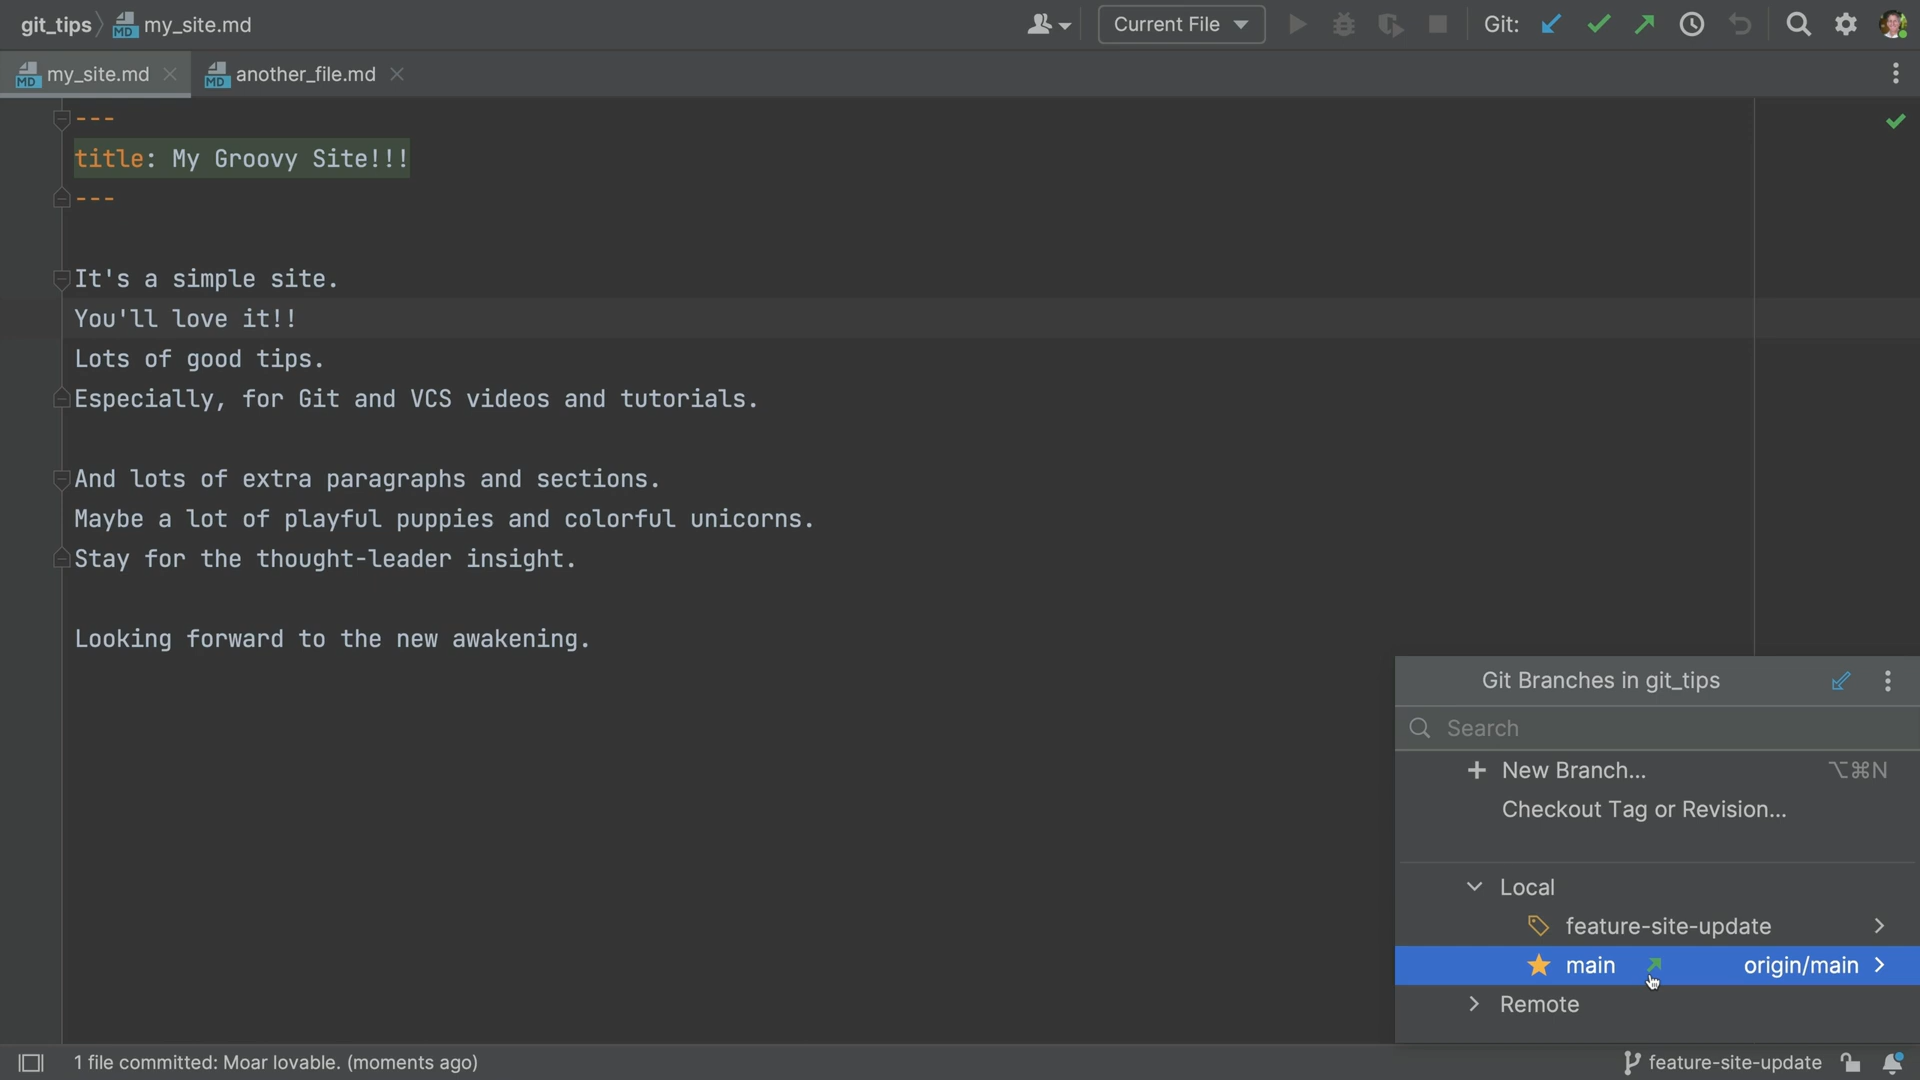 git_tips my_site.md
Current File
Git:
my_site.md
another_file.md
---
title: My Groovy Site!!!
---
It's a simple site.
You'll love it!!
Lots of good tips.
Especially, for Git and VCS videos and tutorials.
And lots of extra paragraphs and sections.
Maybe a lot of playful puppies and colorful unicorns.
Stay for the thought-leader insight.
Looking forward to the new awakening.
Git Branches in git_tips
Search
+ New Branch... ⌥⌘N
Checkout Tag or Revision...
Local
feature-site-update
main origin/main
Remote
1 file committed: Moar lovable. (moments ago)
feature-site-update